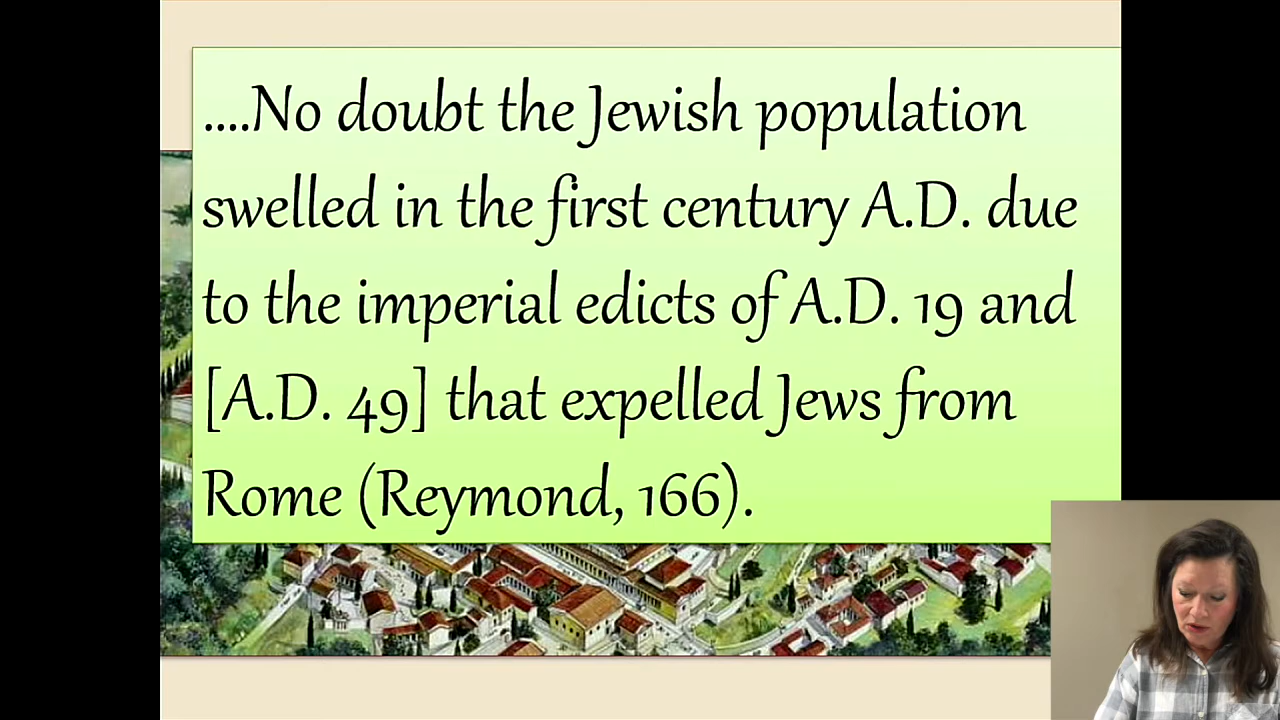 ....No doubt the Jewish population
swelled in the first century A.D. due
to the imperial edicts of A.D. 19 and
[A.D. 49] that expelled Jews from
Rome (Reymond, 166).